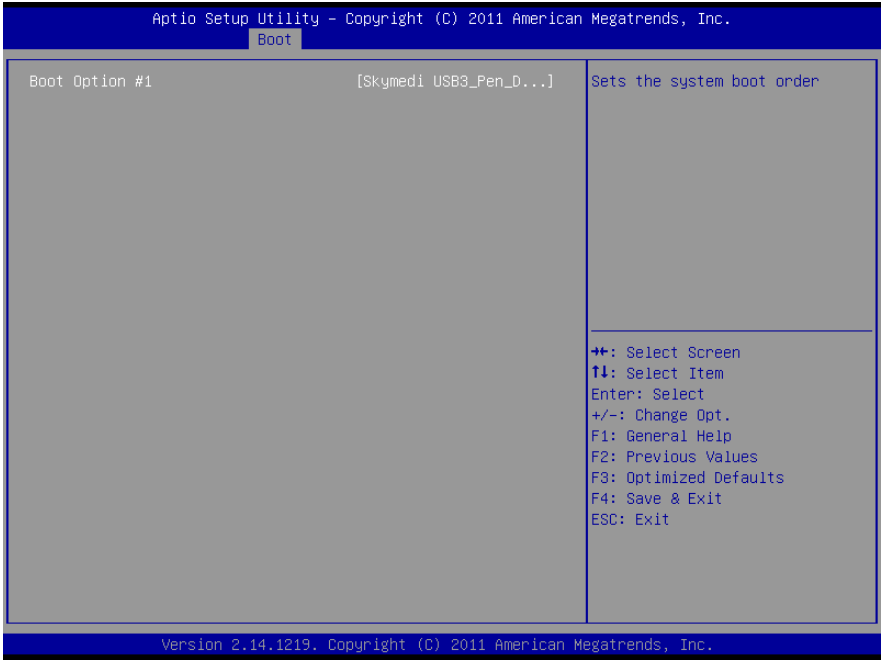 Aptio Setup Utility – Copyright (C) 2011 American Megatrends, Inc.
Boot
Boot Option #1 [Skymedi USB3_Pen_D...]
Sets the system boot order
→←: Select Screen
↑↓: Select Item
Enter: Select
+/-: Change Opt.
F1: General Help
F2: Previous Values
F3: Optimized Defaults
F4: Save & Exit
ESC: Exit
Version 2.14.1219. Copyright (C) 2011 American Megatrends, Inc.